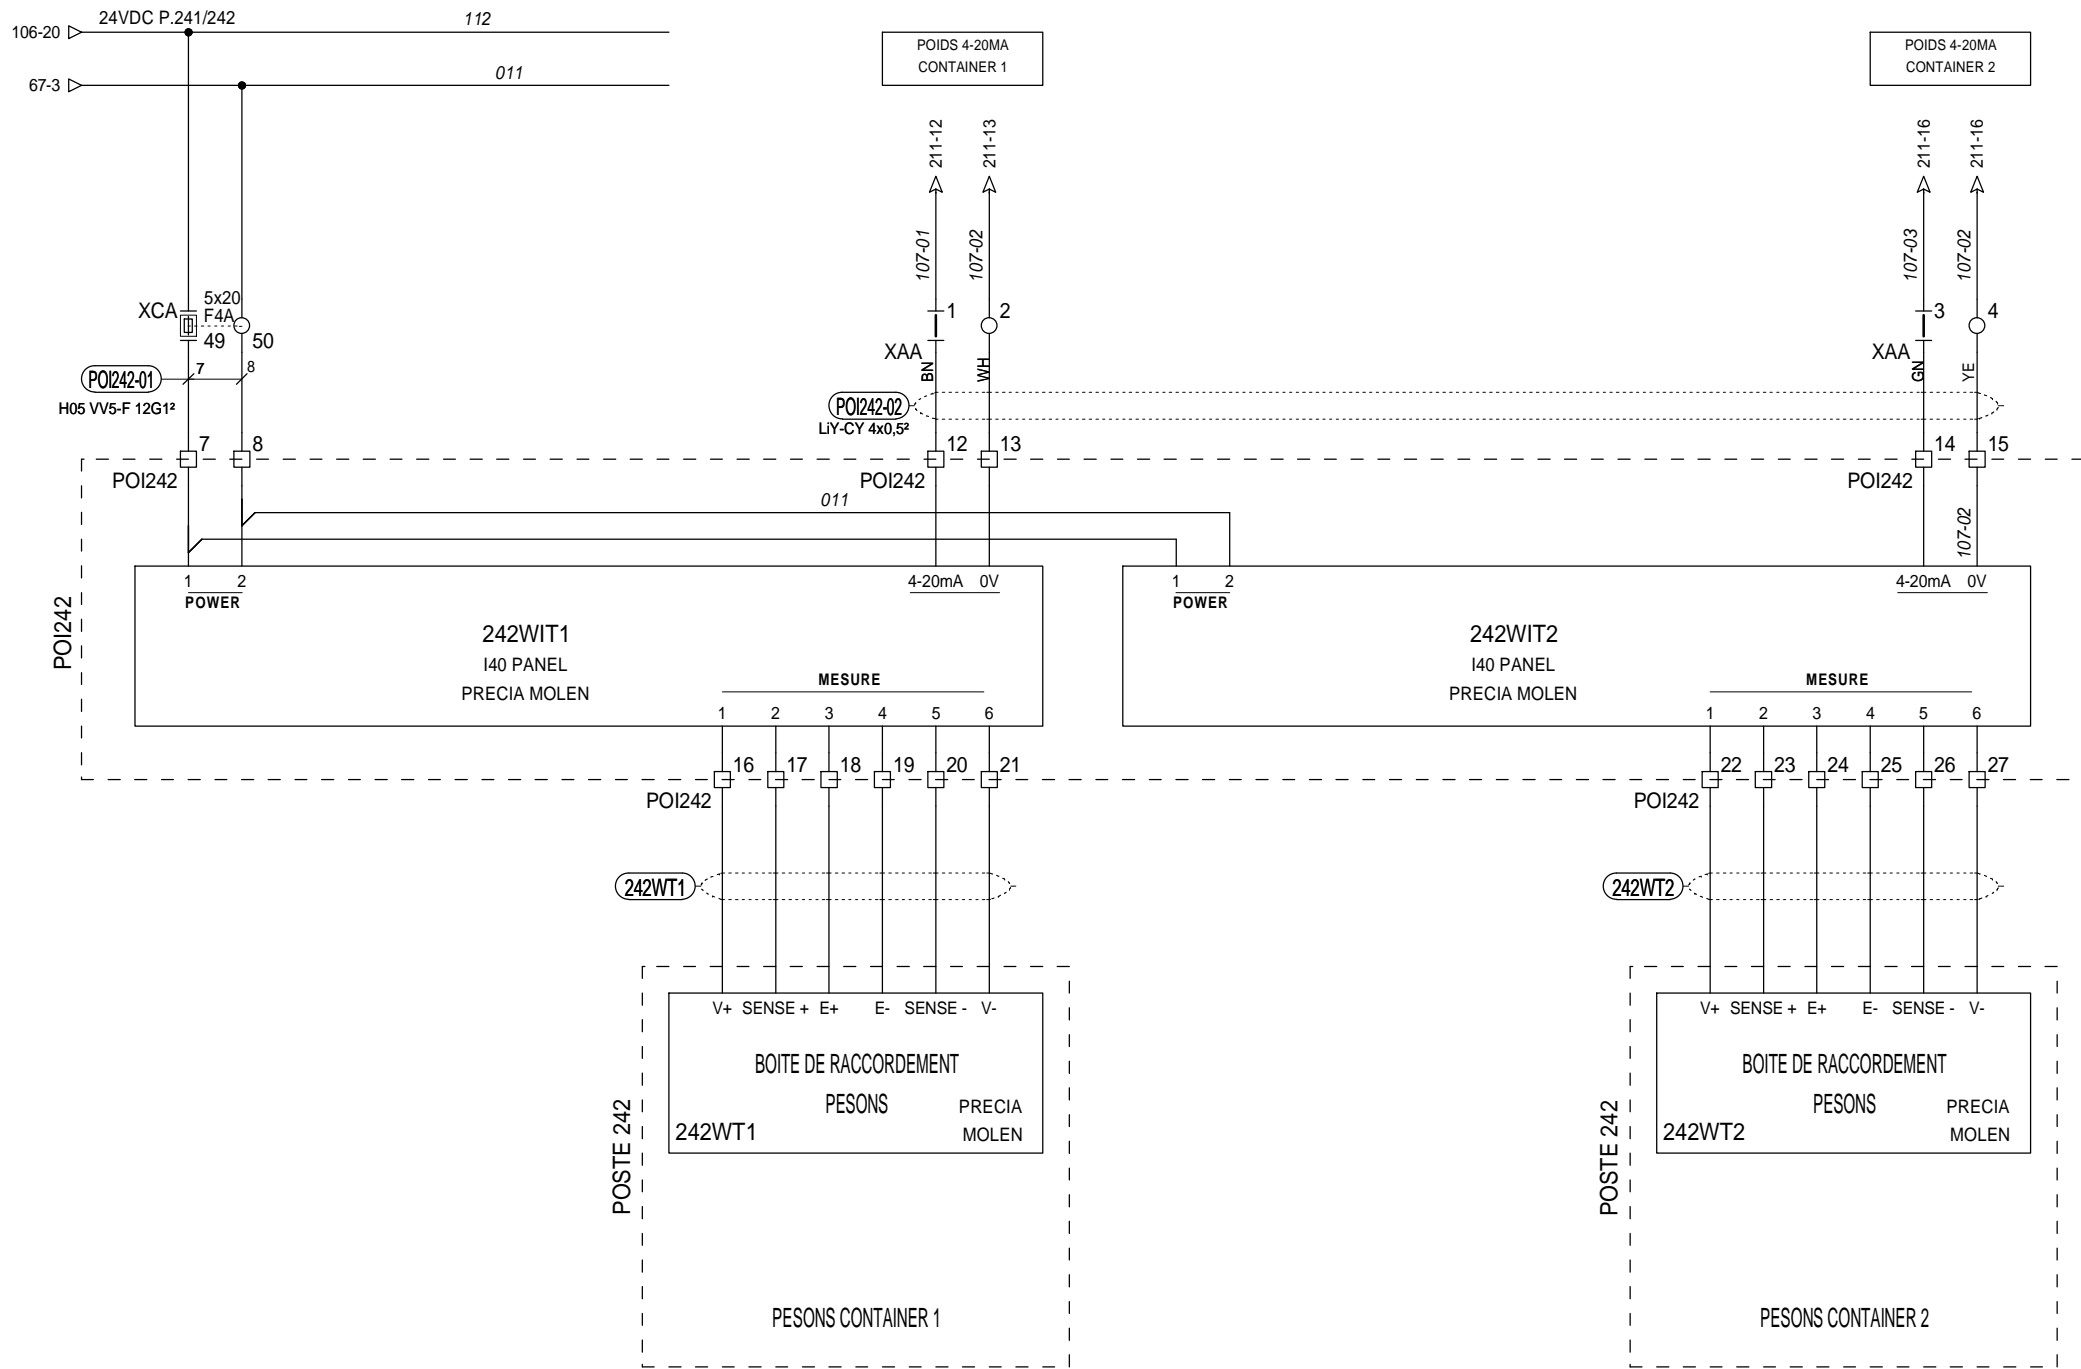 24VDC P.241/242
112
106-20
011
67-3
POIDS 4-20MA
CONTAINER 1
POIDS 4-20MA
CONTAINER 2
211-12
211-13
211-16
211-16
107-01
107-02
107-03
107-02
XCA
5x20
F4A
49
50
1
2
3
4
XAA
XAA
BN
WH
GN
YE
POI242-01
7
8
H05 VV5-F 12G1²
POI242-02
LiY-CY 4x0,5²
7
8
12
13
14
15
POI242
POI242
POI242
011
107-02
POI242
1
2
POWER
4-20mA 0V
1
2
POWER
4-20mA 0V
242WIT1
I40 PANEL
PRECIA MOLEN
242WIT2
I40 PANEL
PRECIA MOLEN
MESURE
1 2 3 4 5 6
MESURE
1 2 3 4 5 6
16 17 18 19 20 21
22 23 24 25 26 27
POI242
POI242
242WT1
242WT2
V+ SENSE + E+ E- SENSE - V-
BOITE DE RACCORDEMENT
PESONS
PRECIA
MOLEN
242WT1
POSTE 242
PESONS CONTAINER 1
V+ SENSE + E+ E- SENSE - V-
BOITE DE RACCORDEMENT
PESONS
PRECIA
MOLEN
242WT2
POSTE 242
PESONS CONTAINER 2